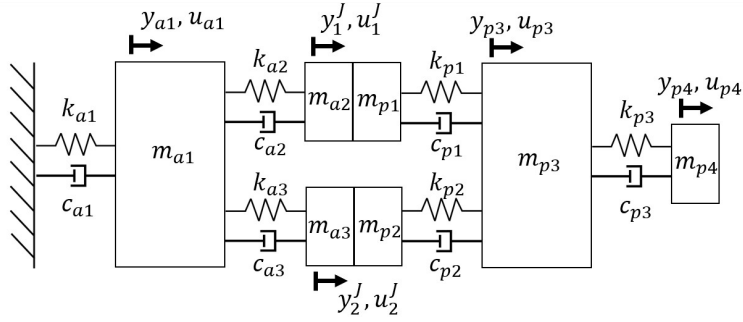 y_{a1}, u_{a1}
y_1^J, u_1^J
y_{p3}, u_{p3}
y_{p4}, u_{p4}
k_{a1}
k_{a2}
k_{p1}
k_{p3}
m_{a1}
m_{a2} m_{p1}
m_{p3}
m_{p4}
c_{a1}
c_{a2}
c_{p1}
c_{p3}
k_{a3}
k_{p2}
m_{a3} m_{p2}
c_{a3}
c_{p2}
y_2^J, u_2^J